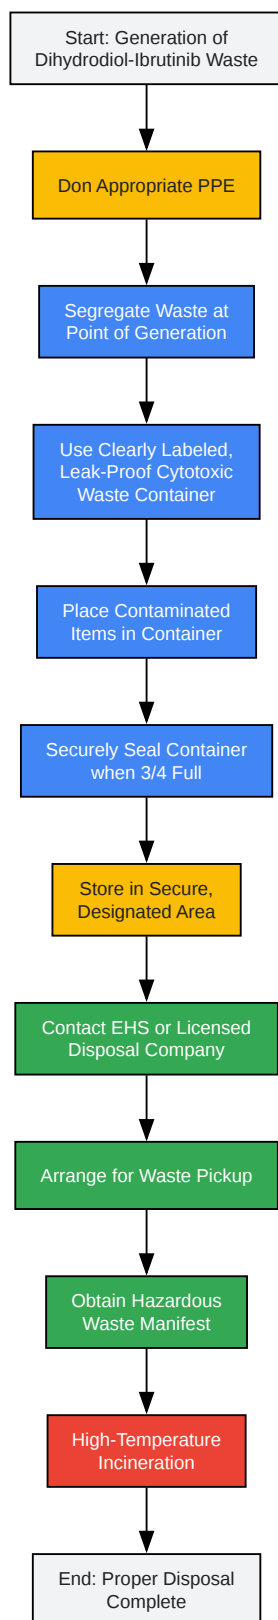 Start: Generation of
Dihydrodiol-Ibrutinib Waste
Don Appropriate PPE
Segregate Waste at
Point of Generation
Use Clearly Labeled,
Leak-Proof Cytotoxic
Waste Container
Place Contaminated
Items in Container
Securely Seal Container
when 3/4 Full
Store in Secure,
Designated Area
Contact EHS or Licensed
Disposal Company
Arrange for Waste Pickup
Obtain Hazardous
Waste Manifest
High-Temperature
Incineration
End: Proper Disposal
Complete